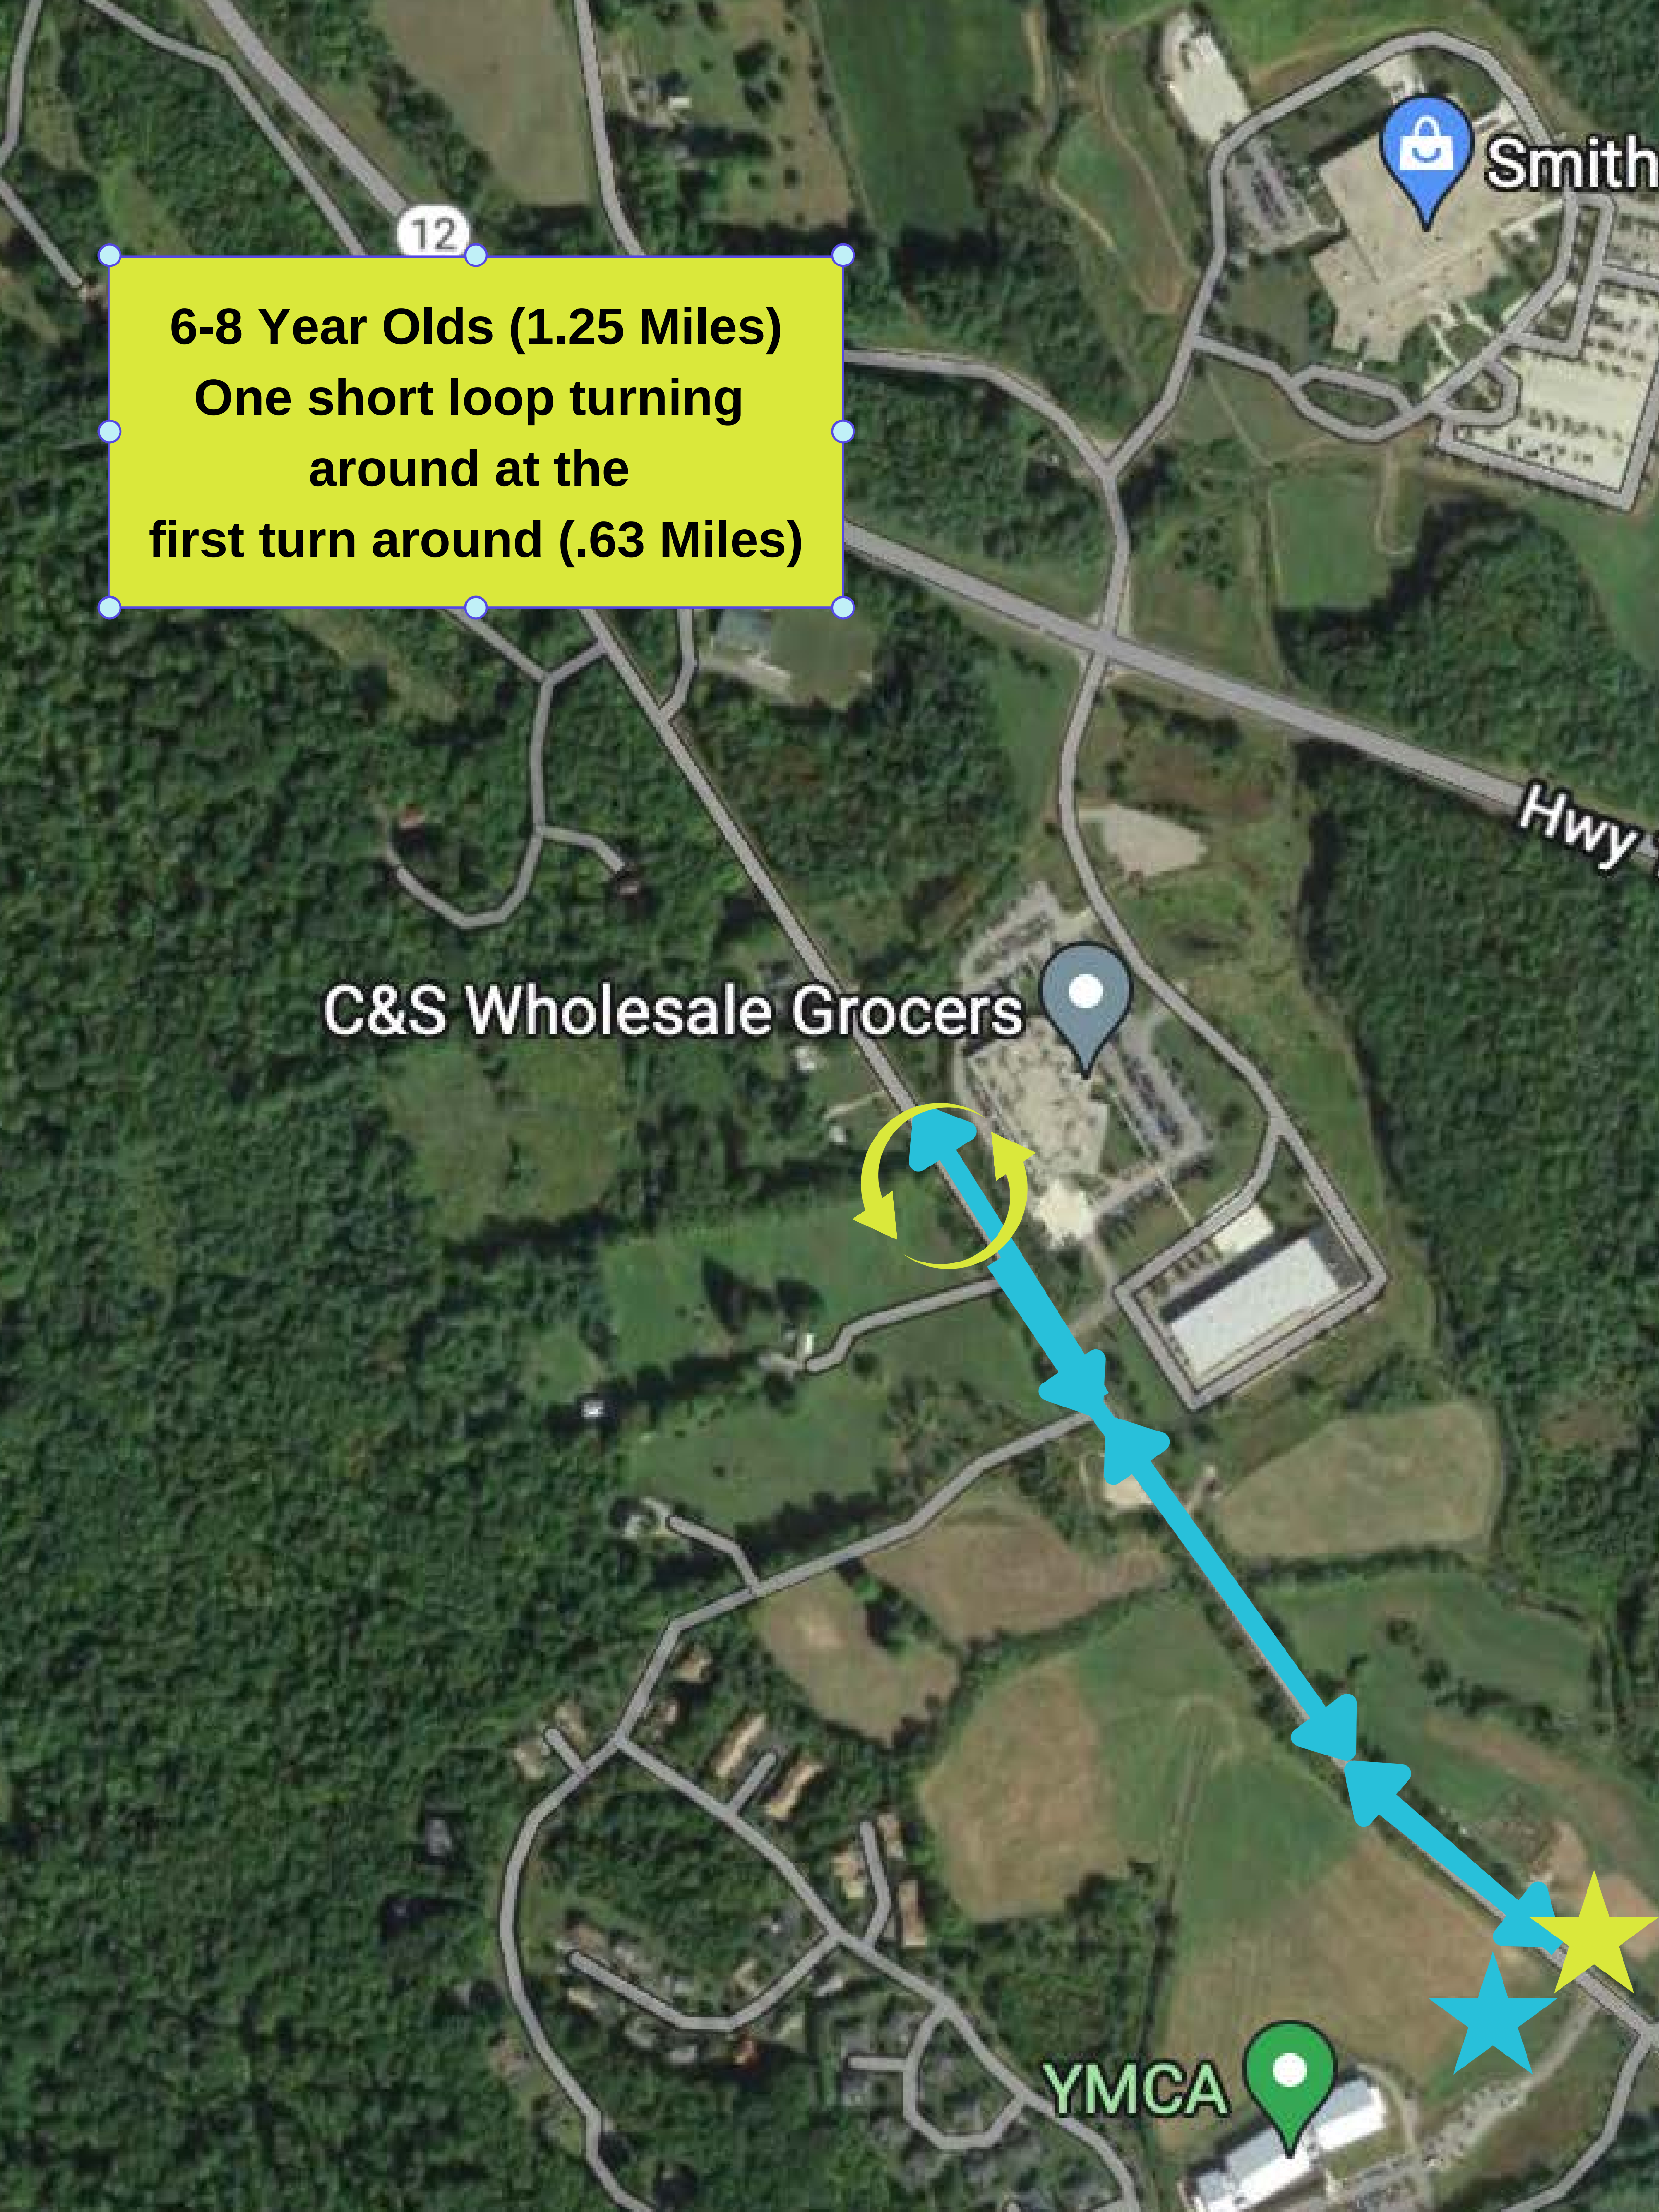 Smith
12
6-8 Year Olds (1.25 Miles)
One short loop turning
around at the
first turn around (.63 Miles)
Hwy
C&S Wholesale Grocers
YMCA